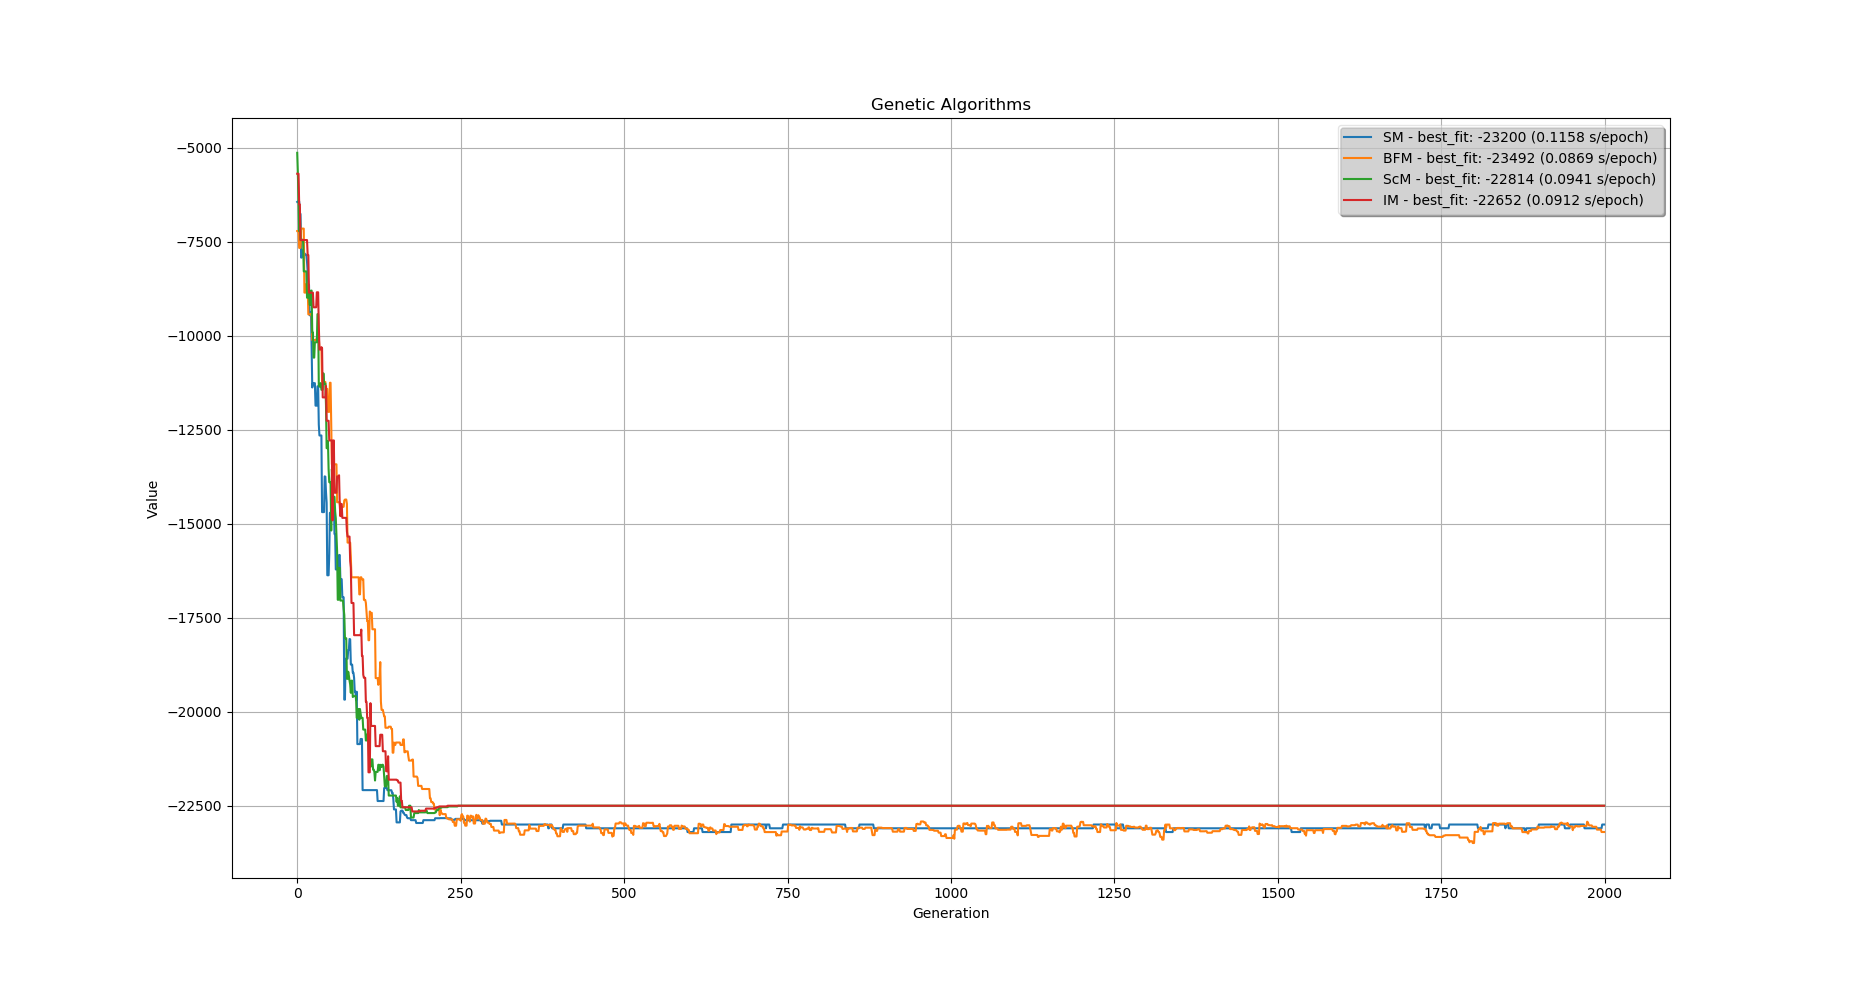 Genetic Algorithms
SM - best_fit: -23200 (0.1158 s/epoch)
BFM - best_fit: -23492 (0.0869 s/epoch)
ScM - best_fit: -22814 (0.0941 s/epoch)
IM - best_fit: -22652 (0.0912 s/epoch)
−5000
−7500
−10000
−12500
−15000
−17500
−20000
−22500
Value
0 250 500 750 1000 1250 1500 1750 2000
Generation